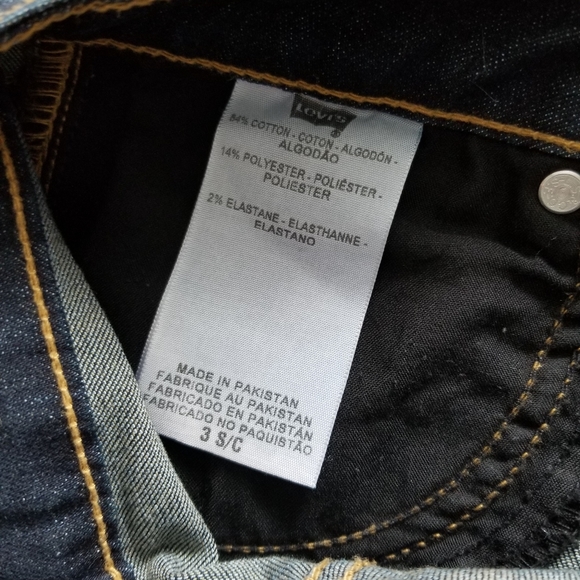 LEVI'S
®
84% COTTON - COTON - ALGODÓN -
ALGODÃO
14% POLYESTER - POLIÉSTER -
POLIESTER
2% ELASTANE - ELASTHANNE -
ELASTANO
MADE IN PAKISTAN
FABRIQUE AU PAKISTAN
FABRICADO EN PAKISTÁN
FABRICADO NO PAQUISTÃO
3 S/C